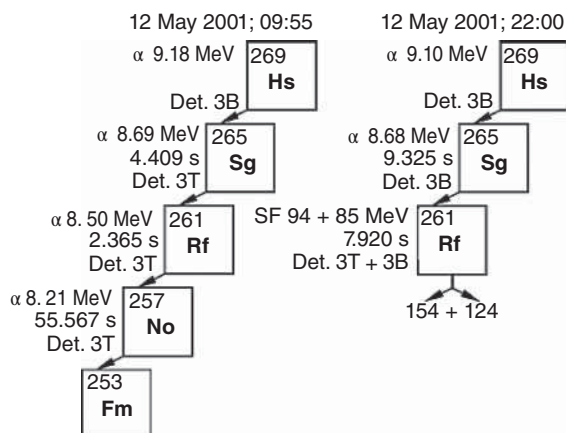 12 May 2001; 09:55
α 9.18 MeV
269
Hs
Det. 3B
α 8.69 MeV
265
4.409 s
Sg
Det. 3T
α 8. 50 MeV
261
2.365 s
Rf
Det. 3T
α 8.21 MeV
257
55.567 s
No
Det. 3T
253
Fm
12 May 2001; 22:00
α 9.10 MeV
269
Hs
Det. 3B
α 8.68 MeV
265
9.325 s
Sg
Det. 3B
SF 94 + 85 MeV
261
7.920 s
Rf
Det. 3T + 3B
154 + 124